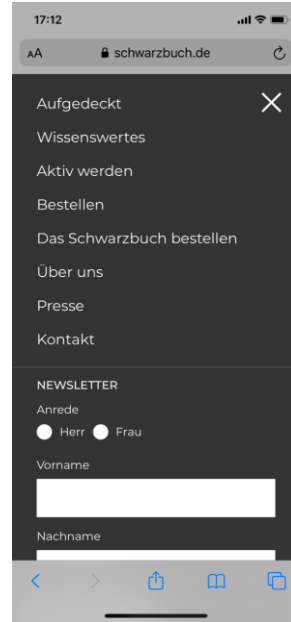 17:12
AA schwarzbuch.de
Aufgedeckt
Wissenswertes
Aktiv werden
Bestellen
Das Schwarzbuch bestellen
Über uns
Presse
Kontakt
NEWSLETTER
Anrede
Herr Frau
Vorname
Nachname